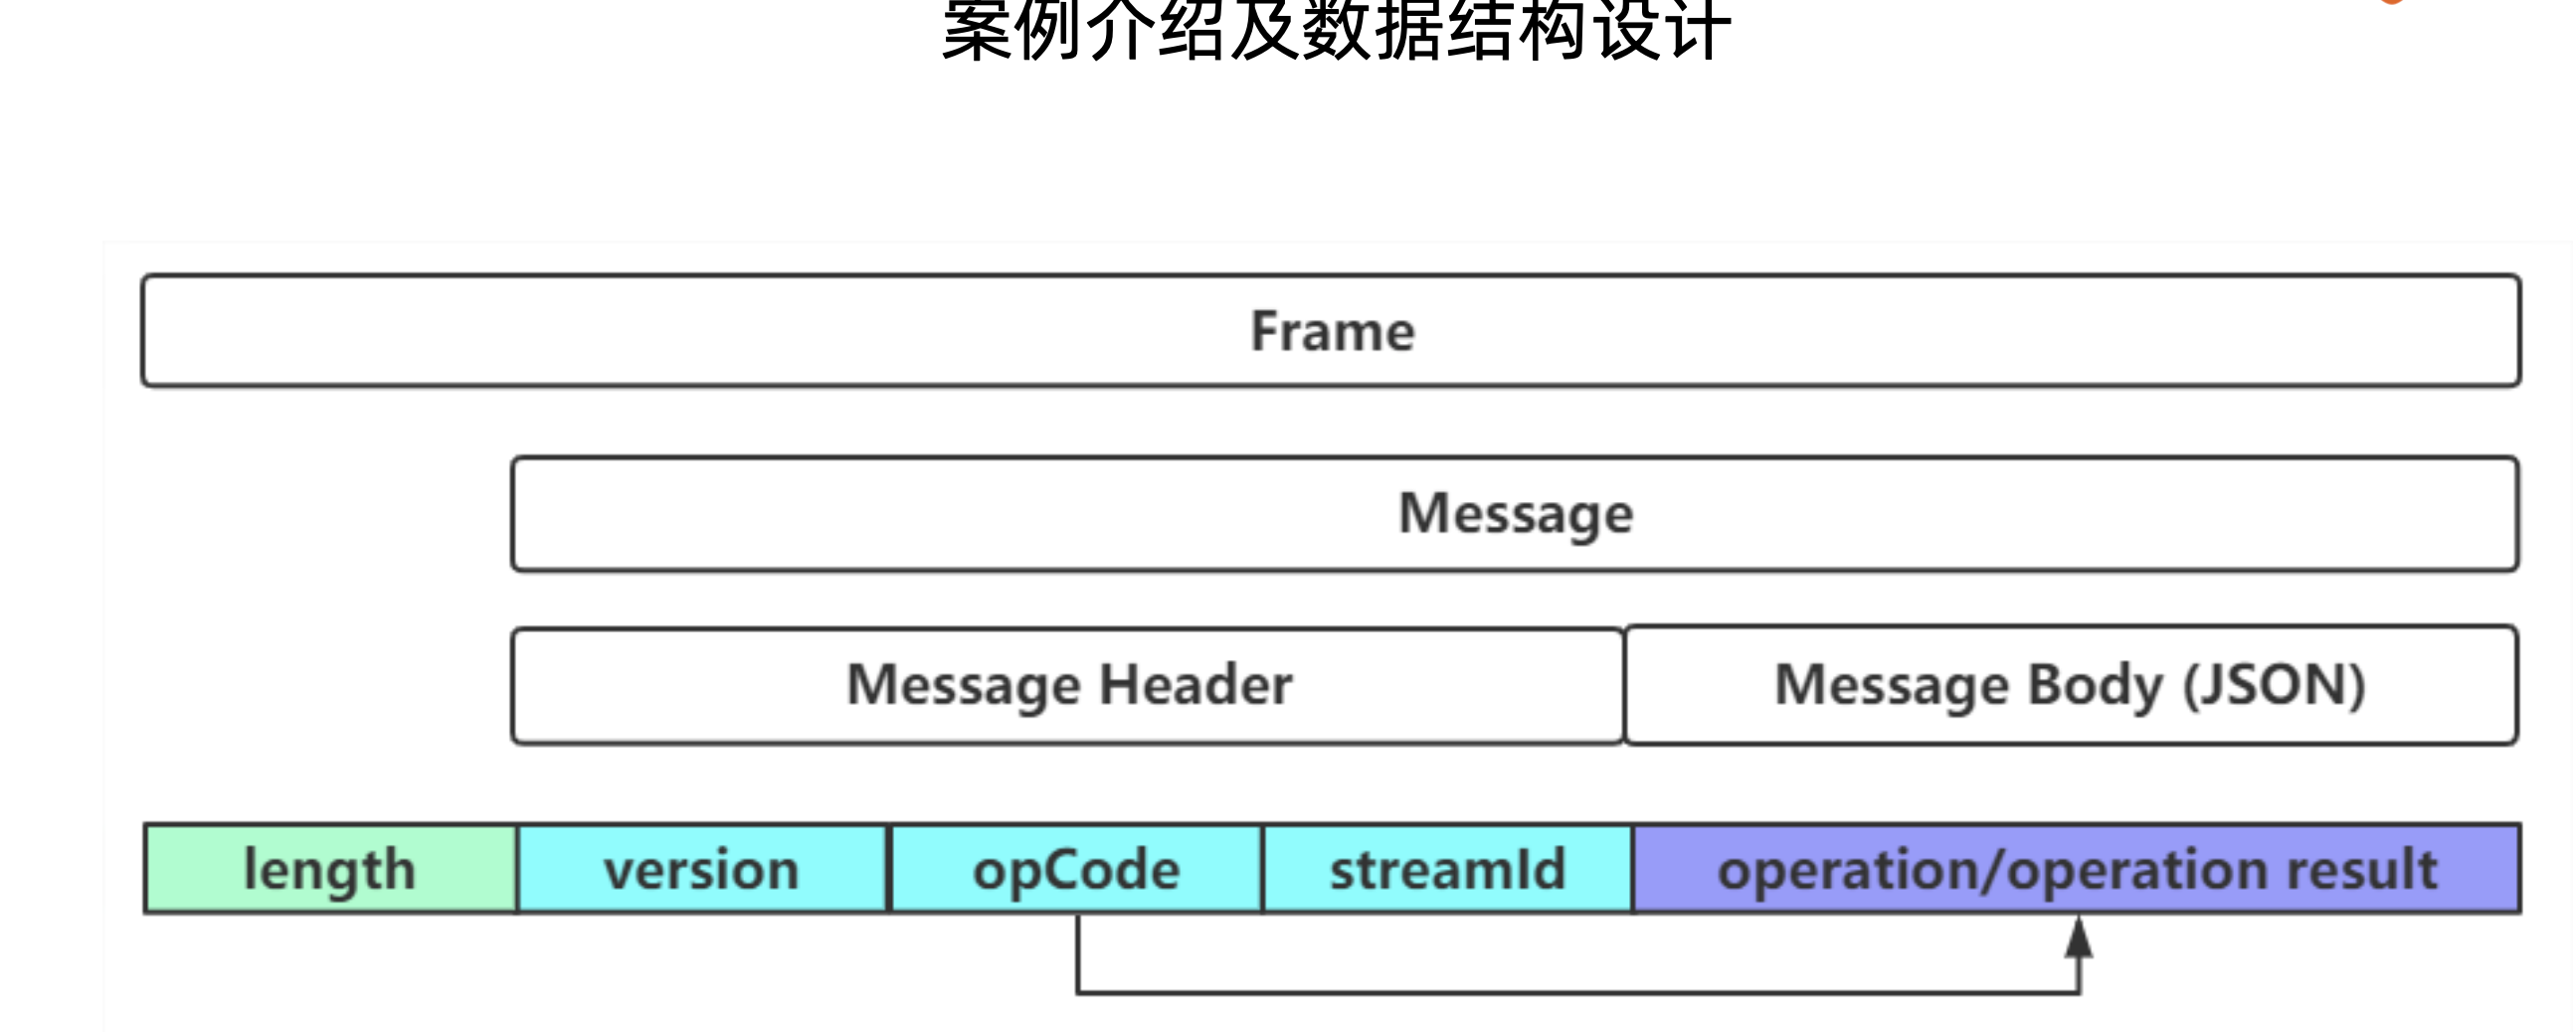 案例介绍及数据结构设计
Frame
Message
Message Header Message Body (JSON)
length version opCode streamId operation/operation result